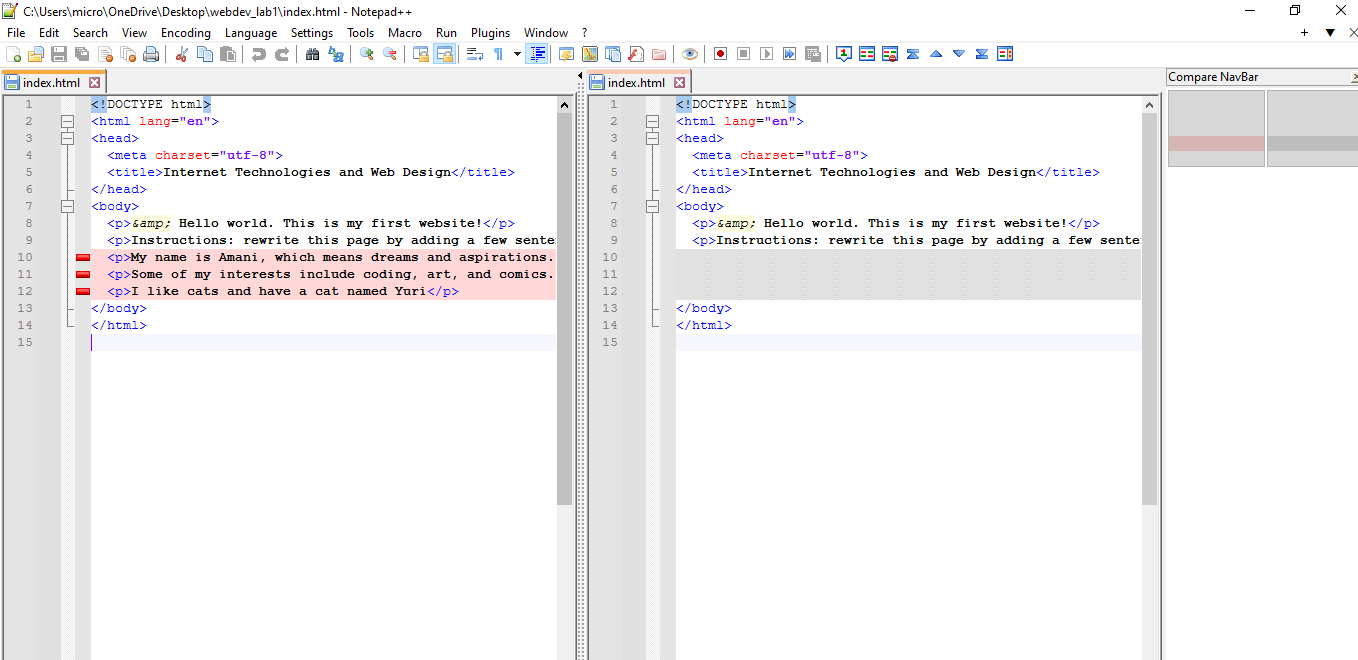 C:\Users\micro\OneDrive\Desktop\webdev_lab1\index.html - Notepad++
File Edit Search View Encoding Language Settings Tools Macro Run Plugins Window ?
index.html
1 <!DOCTYPE html>
2 <html lang="en">
3 <head>
4 <meta charset="utf-8">
5 <title>Internet Technologies and Web Design</title>
6 </head>
7 <body>
8 <p>&amp; Hello world. This is my first website!</p>
9 <p>Instructions: rewrite this page by adding a few sente
10 <p>My name is Amani, which means dreams and aspirations.
11 <p>Some of my interests include coding, art, and comics.
12 <p>I like cats and have a cat named Yuri</p>
13 </body>
14 </html>
15
index.html
1 <!DOCTYPE html>
2 <html lang="en">
3 <head>
4 <meta charset="utf-8">
5 <title>Internet Technologies and Web Design</title>
6 </head>
7 <body>
8 <p>&amp; Hello world. This is my first website!</p>
9 <p>Instructions: rewrite this page by adding a few sente
10
11
12
13 </body>
14 </html>
15
Compare NavBar